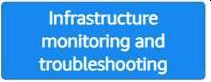 Infrastructure
monitoring and
troubleshooting